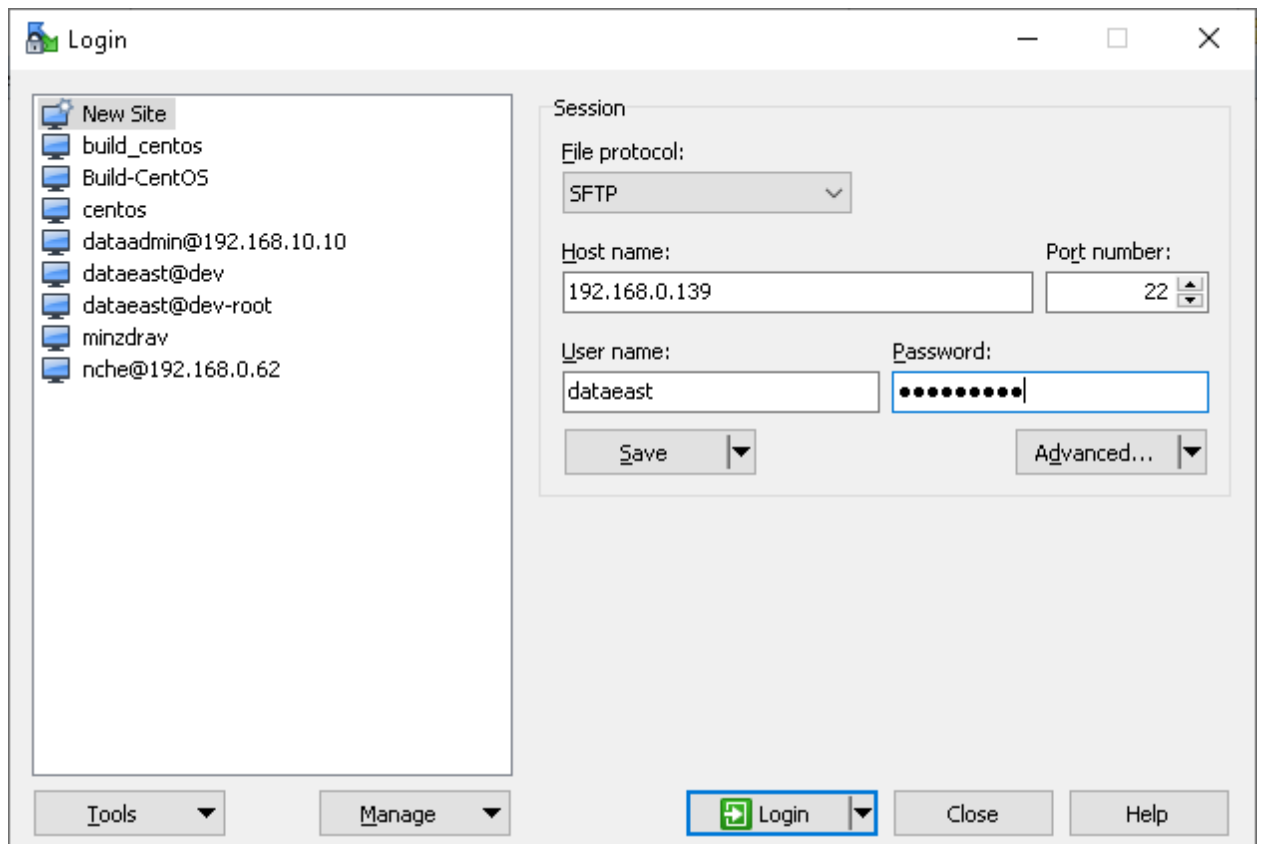 Login
New Site
build_centos
Build-CentOS
centos
dataadmin@192.168.10.10
dataeast@dev
dataeast@dev-root
minzdrav
nche@192.168.0.62
Session
File protocol:
SFTP
Host name: Port number:
192.168.0.139 22
User name: Password:
dataeast •••••••••
Save Advanced...
Tools Manage Login Close Help